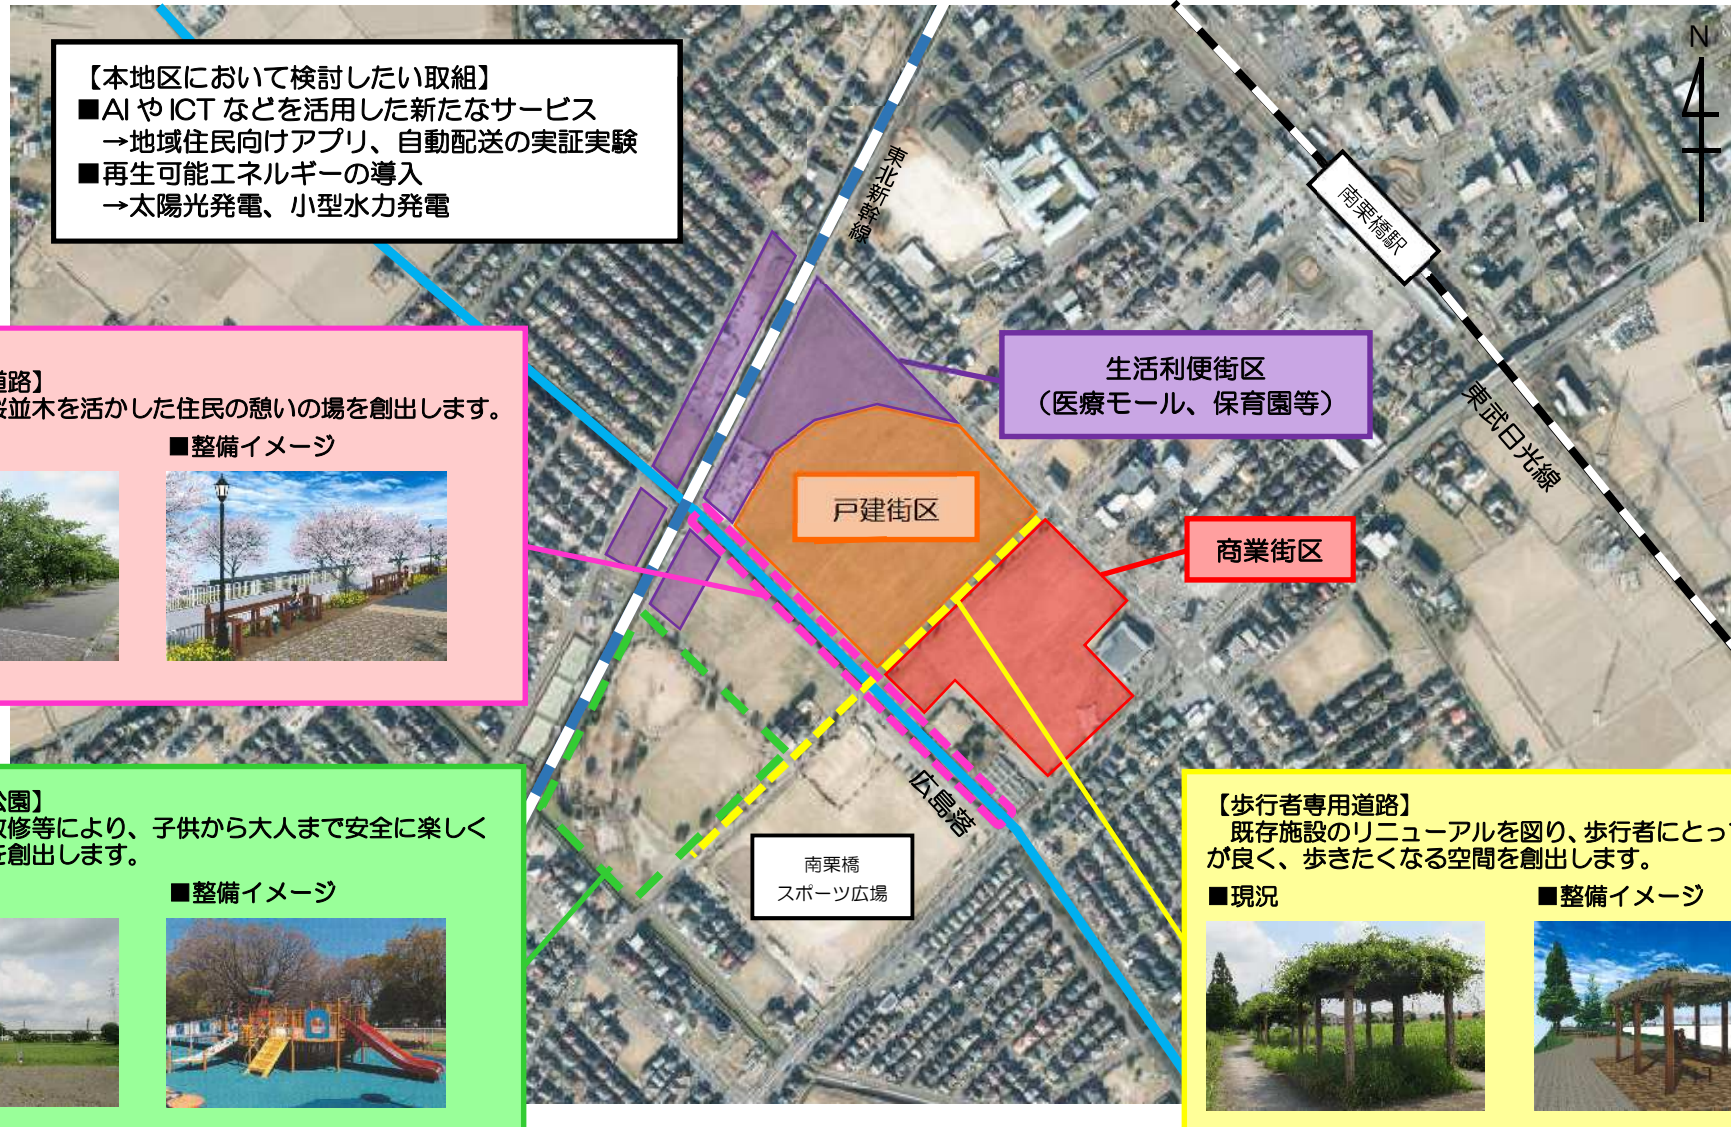 【本地区において検討したい取組】
■AIやICTなどを活用した新たなサービス
→地域住民向けアプリ、自動配送の実証実験
■再生可能エネルギーの導入
→太陽光発電、小型水力発電
N
東北新幹線
南栗橋駅
東武日光線
生活利便街区
（医療モール、保育園等）
戸建街区
商業街区
道路】
桜並木を活かした住民の憩いの場を創出します。
■整備イメージ
広島落
南栗橋
スポーツ広場
公園】
改修等により、子供から大人まで安全に楽しく
を創出します。
■整備イメージ
【歩行者専用道路】
既存施設のリニューアルを図り、歩行者にとって
が良く、歩きたくなる空間を創出します。
■現況
■整備イメージ